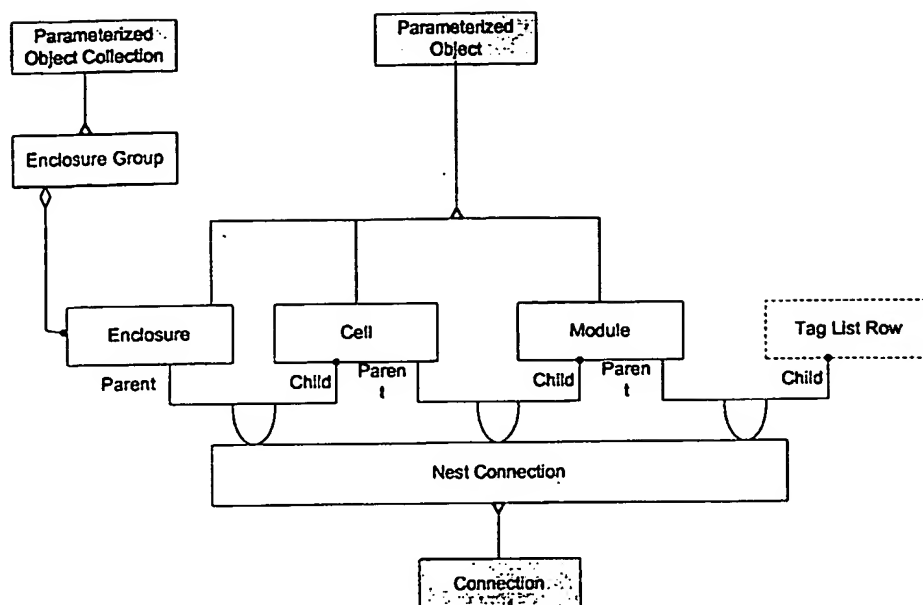 Parameterized
Object Collection
Parameterized
Object
Enclosure Group
Enclosure
Cell
Module
Tag List Row
Parent
Child
Paren
t
Child
Paren
t
Child
Nest Connection
Connection